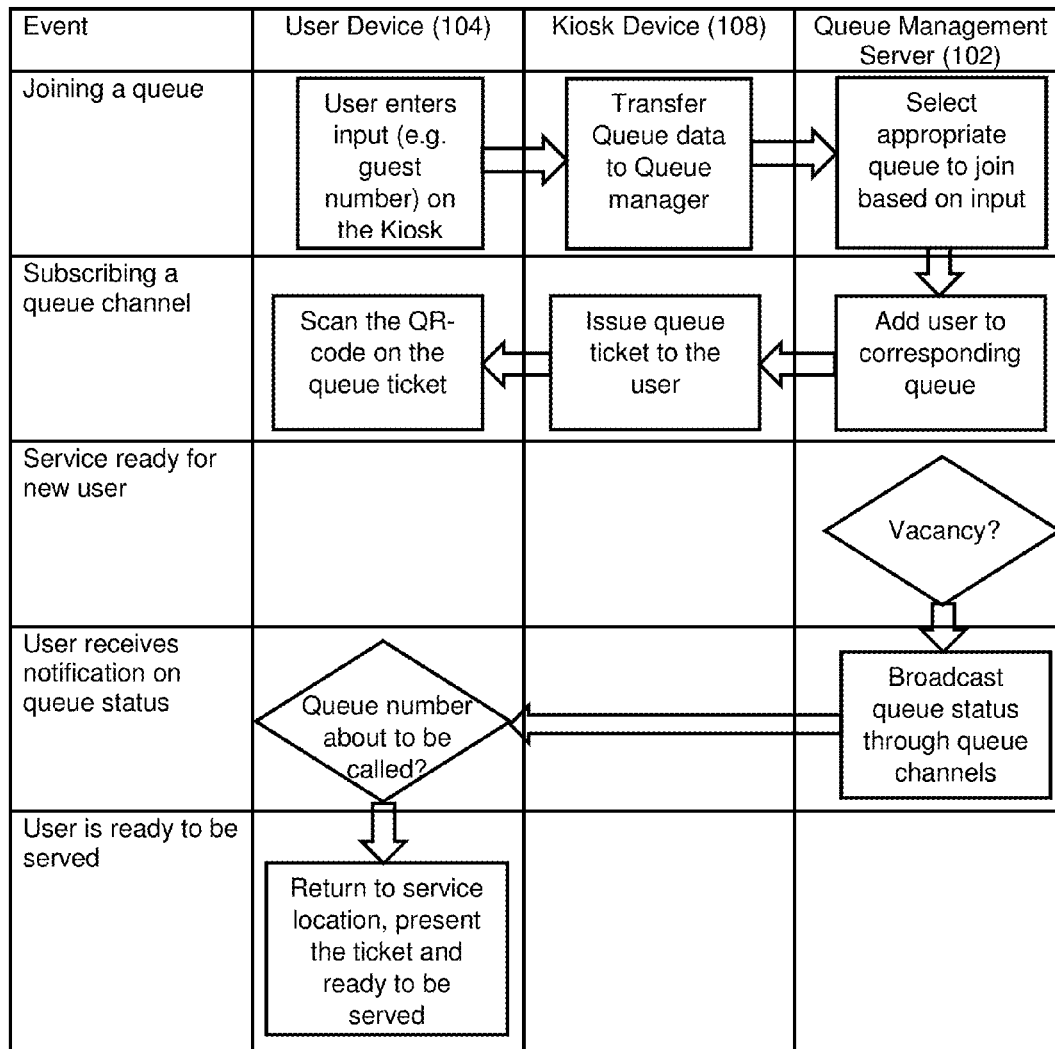 Event
User Device (104)
Kiosk Device (108)
Queue Management
Server (102)
Joining a queue
User enters
input (e.g.
guest
number) on
the Kiosk
Transfer
Queue data
to Queue
manager
Select
appropriate
queue to join
based on input
Subscribing a
queue channel
Scan the QR-
code on the
queue ticket
Issue queue
ticket to the
user
Add user to
corresponding
queue
Service ready for
new user
Vacancy?
User receives
notification on
queue status
Queue number
about to be
called?
Broadcast
queue status
through queue
channels
User is ready to be
served
Return to service
location, present
the ticket and
ready to be
served